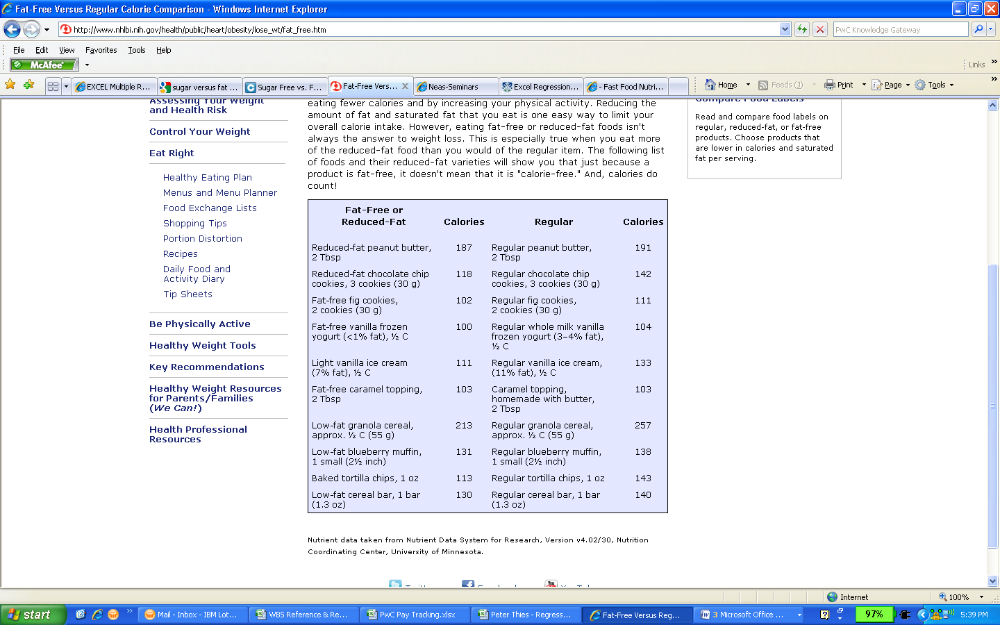 Fat-Free Versus Regular Calorie Comparison - Windows Internet Explorer
http://www.nhlbi.nih.gov/health/public/heart/obesity/lose_wt/fat_free.htm
PwC Knowledge Gateway
File Edit View Favorites Tools Help
McAfee
Links »
EXCEL Multiple R... sugar versus fat ... Sugar Free vs. F... Fat-Free Vers... Neas-Seminars Excel Regression... - Fast Food Nutri...
Home Feeds (J) Print Page Tools »
Assessing Your Weight
and Health Risk
Control Your Weight
Eat Right
Healthy Eating Plan
Menus and Menu Planner
Food Exchange Lists
Shopping Tips
Portion Distortion
Recipes
Daily Food and
Activity Diary
Tip Sheets
Be Physically Active
Healthy Weight Tools
Key Recommendations
Healthy Weight Resources
for Parents/Families
(We Can!)
Health Professional
Resources
eating fewer calories and by increasing your physical activity. Reducing the
amount of fat and saturated fat that you eat is one easy way to limit your
overall calorie intake. However, eating fat-free or reduced-fat foods isn't
always the answer to weight loss. This is especially true when you eat more
of the reduced-fat food than you would of the regular item. The following list
of foods and their reduced-fat varieties will show you that just because a
product is fat-free, it doesn't mean that it is "calorie-free." And, calories do
count!
Fat-Free or
Reduced-Fat Calories Regular Calories
Reduced-fat peanut butter, 187 Regular peanut butter, 191
2 Tbsp 2 Tbsp
Reduced-fat chocolate chip 118 Regular chocolate chip 142
cookies, 3 cookies (30 g) cookies, 3 cookies (30 g)
Fat-free fig cookies, 102 Regular fig cookies, 111
2 cookies (30 g) 2 cookies (30 g)
Fat-free vanilla frozen 100 Regular whole milk vanilla 104
yogurt (<1% fat), ½ C frozen yogurt (3–4% fat),
½ C
Light vanilla ice cream 111 Regular vanilla ice cream, 133
(7% fat), ½ C (11% fat), ½ C
Fat-free caramel topping, 103 Caramel topping, 103
2 Tbsp homemade with butter,
2 Tbsp
Low-fat granola cereal, 213 Regular granola cereal, 257
approx. ½ C (55 g) approx. ½ C (55 g)
Low-fat blueberry muffin, 131 Regular blueberry muffin, 138
1 small (2½ inch) 1 small (2½ inch)
Baked tortilla chips, 1 oz 113 Regular tortilla chips, 1 oz 143
Low-fat cereal bar, 1 bar 130 Regular cereal bar, 1 bar 140
(1.3 oz) (1.3 oz)
Nutrient data taken from Nutrient Data System for Research, Version v4.02/30, Nutrition
Coordinating Center, University of Minnesota.
Compare Food Labels
Read and compare food labels on
regular, reduced-fat, or fat-free
products. Choose products that
are lower in calories and saturated
fat per serving.
Internet 100%
start » Mail - Inbox - IBM Lot... WBS Reference & Re... PwC Pay Tracking.xlsx Peter Thies - Regress... Fat-Free Versus Reg... 3 Microsoft Office ... 97% 5:39 PM